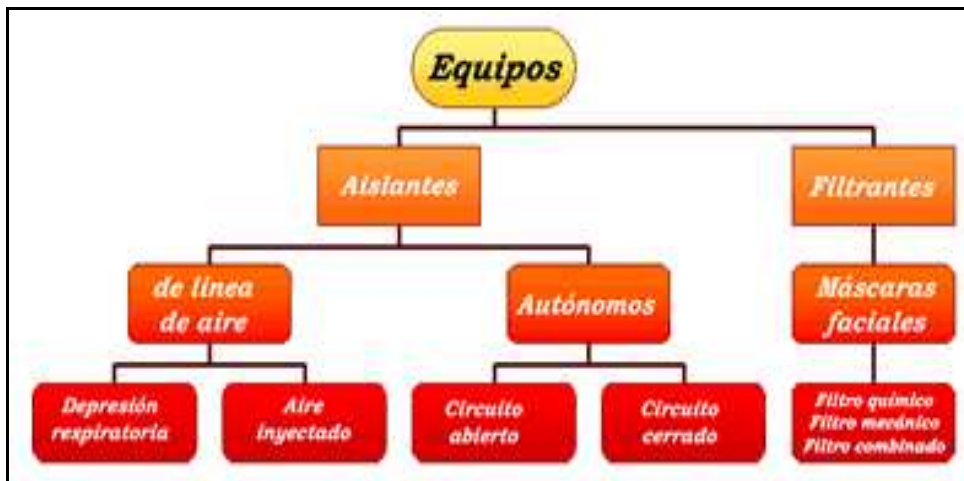 Equipos
Aislantes
Filtrantes
de línea
de aire
Autónomos
Máscaras
faciales
Depresión
respiratoria
Aire
inyectado
Circuito
abierto
Circuito
cerrado
Filtro químico
Filtro mecánico
Filtro combinado